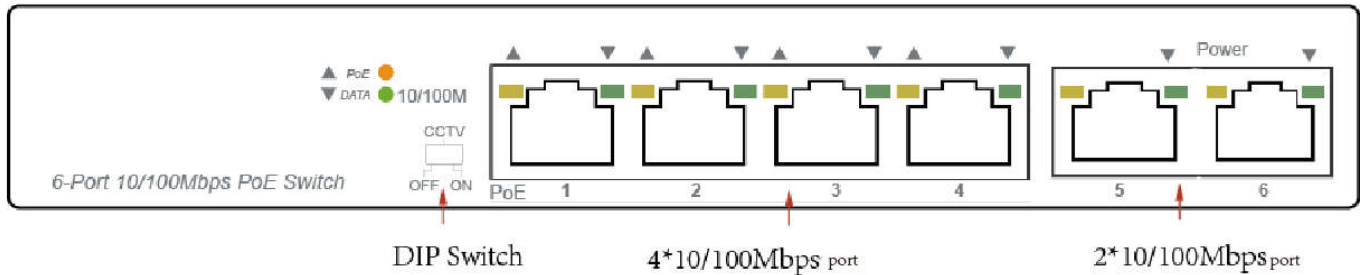 Power
PoE
DATA 10/100M
CCTV
6-Port 10/100Mbps PoE Switch
OFF ON
PoE 1 2 3 4 5 6
DIP Switch 4*10/100Mbps port 2*10/100Mbps port